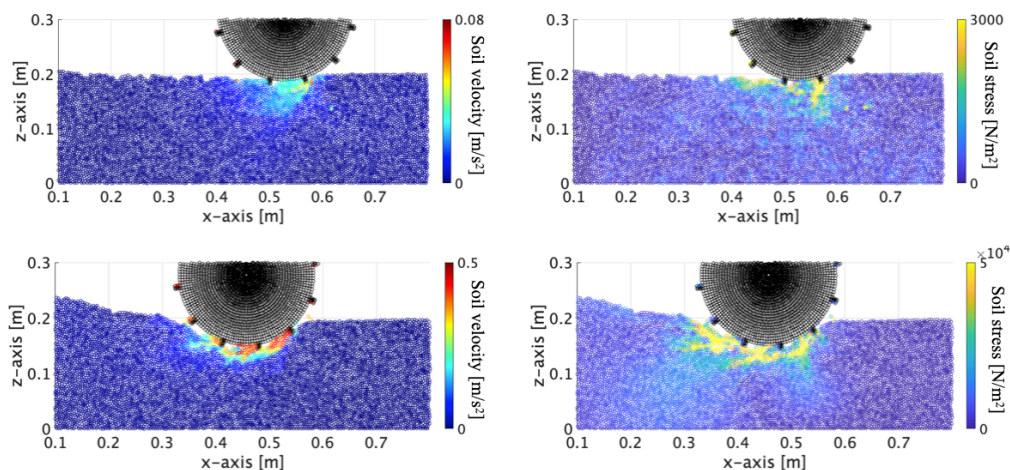 0.3
0.2
0.1
0
z-axis [m]
0.1 0.2 0.3 0.4 0.5 0.6 0.7
x-axis [m]
0.08
0
Soil velocity [m/s²]
0.3
0.2
0.1
0
z-axis [m]
0.1 0.2 0.3 0.4 0.5 0.6 0.7
x-axis [m]
3000
0
Soil stress [N/m²]
0.3
0.2
0.1
0
z-axis [m]
0.1 0.2 0.3 0.4 0.5 0.6 0.7
x-axis [m]
0.5
0
Soil velocity [m/s²]
0.3
0.2
0.1
0
z-axis [m]
0.1 0.2 0.3 0.4 0.5 0.6 0.7
x-axis [m]
×10⁴
5
0
Soil stress [N/m²]